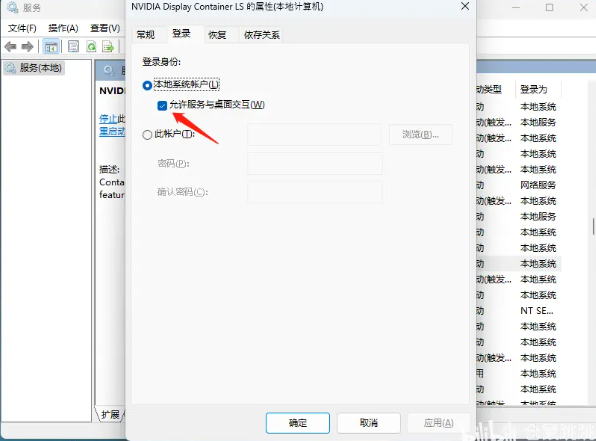 服务
NVIDIA Display Container LS 的属性(本地计算机)
文件(F) 操作(A) 查看(V)
服务(本地)
NVI
停止此
重启动
描述:
Conta
featur
扩展
常规 登录 恢复 依存关系
登录身份:
本地系统帐户(L)
允许服务与桌面交互(W)
此帐户(T):
浏览(B)...
密码(P):
确认密码(C):
确定 取消 应用(A)
动类型 登录为
动 本地系统
动(触发... 本地服务
动(触发... 本地系统
动 本地系统
动(触发... 本地系统
动 网络服务
动(触发... 本地系统
动 本地服务
动 本地系统
动 本地系统
动 本地系统
动(触发... 本地系统
动 本地系统
动 NT SE...
动 本地系统
动 本地系统
动(触发... 本地系统
用 本地系统
动 本地系统
动(触发... 本地系统